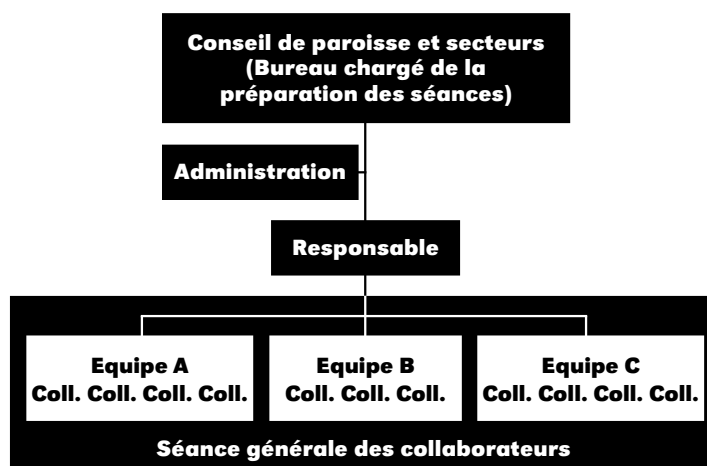 Conseil de paroisse et secteurs
(Bureau chargé de la
préparation des séances)
Administration
Responsable
Equipe A
Coll. Coll. Coll. Coll.
Equipe B
Coll. Coll. Coll.
Equipe C
Coll. Coll. Coll. Coll.
Séance générale des collaborateurs